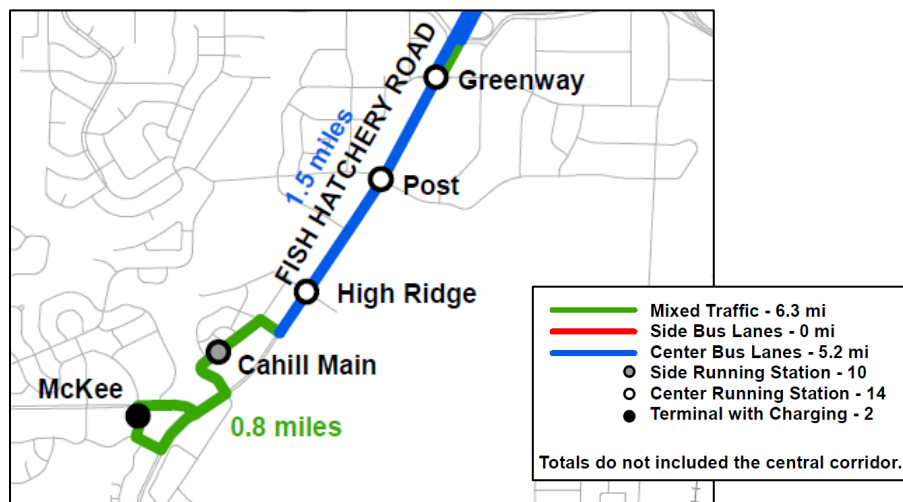 Greenway
FISH HATCHERY ROAD
1.5 miles
Post
High Ridge
Cahill Main
McKee
0.8 miles
Mixed Traffic - 6.3 mi
Side Bus Lanes - 0 mi
Center Bus Lanes - 5.2 mi
Side Running Station - 10
Center Running Station - 14
Terminal with Charging - 2
Totals do not included the central corridor.